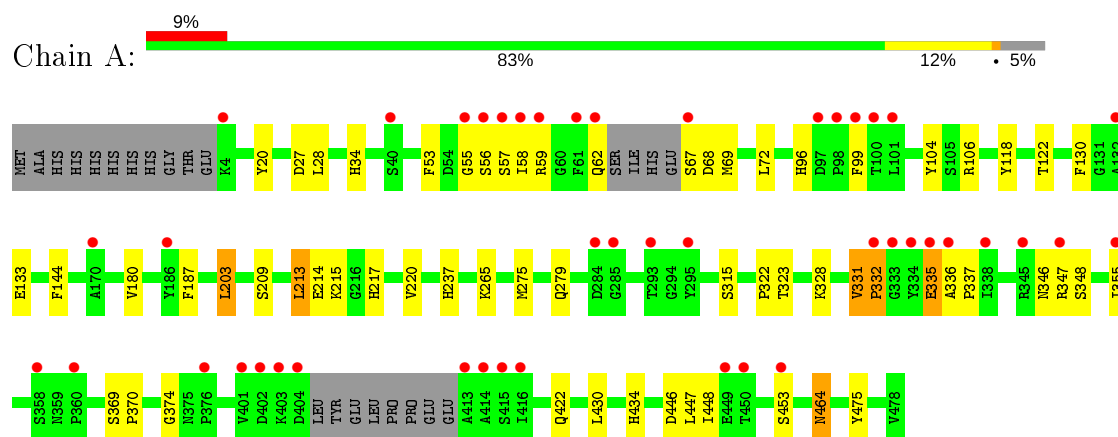 9%
Chain A:
83% 12% • 5%
MET ALA HIS HIS HIS HIS HIS HIS GLY THR GLU K4 Y20 D27 L28 H34 S40 F53 D54 G55 S56 S57 I58 R59 G60 F61 Q62 SER ILE HIS GLU S67 D68 M69 L72 H96 D97 P98 F99 T100 L101 Y104 S105 R106 Y118 T122 F130 G131 A132
E133 F144 A170 V180 Y186 F187 L203 S209 L213 E214 K215 G216 H217 V220 H237 K265 M275 Q279 D284 G285 T293 G294 Y295 S315 P322 T323 K328 V331 P332 G333 Y334 E335 A336 P337 I338 R345 N346 R347 S348 I355
S358 N359 P360 S369 P370 G374 N375 P376 V401 D402 K403 D404 LEU TYR GLU LEU PRO PRO GLU GLU A413 A414 S415 I416 Q422 L430 H434 D446 L447 I448 E449 T450 S453 N464 Y475 V478